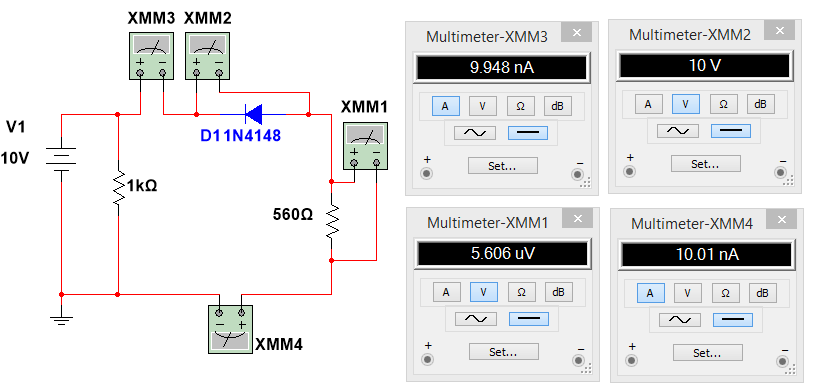 XMM3 XMM2
+ - + -
D11N4148
XMM1
+ -
V1
10V
1kΩ
560Ω
- +
XMM4
Multimeter-XMM3 ×
9.948 nA
A V Ω dB
+ Set... -
Multimeter-XMM2 ×
10 V
A V Ω dB
+ Set... -
Multimeter-XMM1 ×
5.606 uV
A V Ω dB
+ Set... -
Multimeter-XMM4 ×
10.01 nA
A V Ω dB
+ Set... -